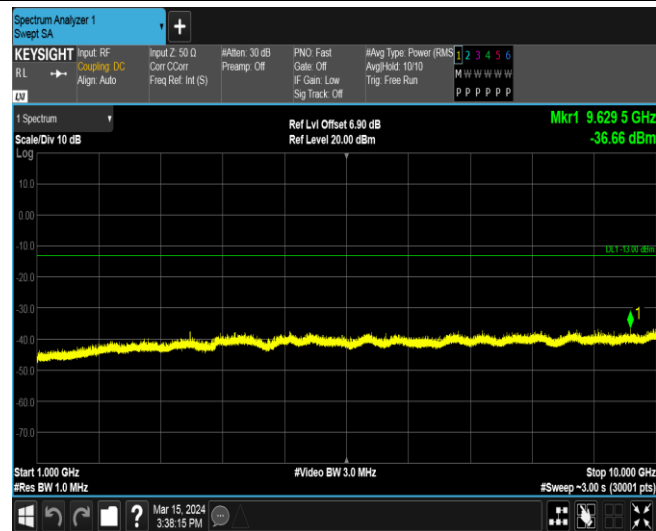 Spectrum Analyzer 1
Swept SA
+
KEYSIGHT Input: RF Input Z: 50 Ω #Atten: 30 dB PNO: Fast #Avg Type: Power (RMS 1 2 3 4 5 6
RL Coupling: DC Corr CCorr Preamp: Off Gate: Off Avg|Hold: 10/10 M W W W W W
Align: Auto Freq Ref: Int (S) IF Gain: Low Trig: Free Run
Sig Track: Off P P P P P P
LXI
1 Spectrum Ref Lvl Offset 6.90 dB Mkr1 9.629 5 GHz
Scale/Div 10 dB Ref Level 20.00 dBm -36.66 dBm
Log
10.0
0.00
-10.0
DL1 -13.00 dBm
-20.0
-30.0
1
-40.0
-50.0
-60.0
-70.0
Start 1.000 GHz #Video BW 3.0 MHz Stop 10.000 GHz
#Res BW 1.0 MHz #Sweep ~3.00 s (30001 pts)
? Mar 15, 2024
3:38:15 PM